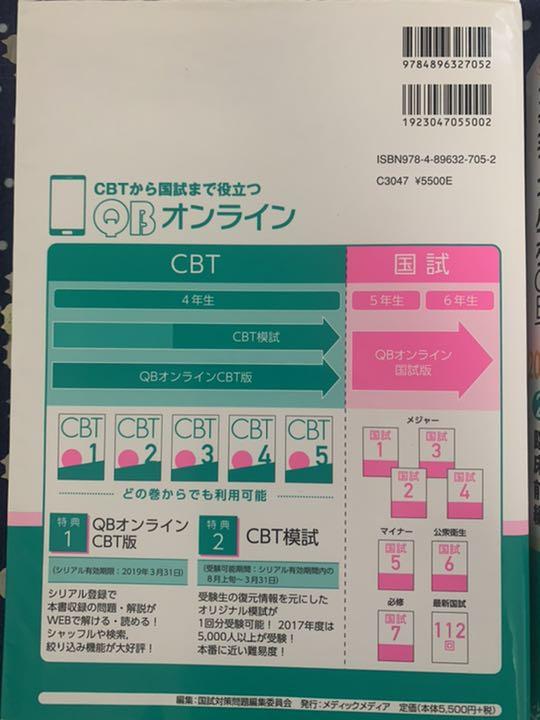 9784896327052
1923047055002
ISBN978-4-89632-705-2
C3047 ¥5500E
CBTから国試まで役立つ
QBオンライン
CBT
国試
4年生
5年生 6年生
CBT模試
QBオンラインCBT版
QBオンライン
国試版
CBT 1
CBT 2
CBT 3
CBT 4
CBT 5
どの巻からでも利用可能
メジャー
国試 1
国試 3
国試 2
国試 4
マイナー
公衆衛生
国試 5
国試 6
必修
最新国試
国試 7
112回
特典 1
QBオンライン
CBT版
(シリアル有効期限:2019年3月31日)
シリアル登録で
本書収録の問題・解説が
WEBで解ける・読める!
シャッフルや検索,
絞り込み機能が大好評!
特典 2
CBT模試
(受験可能期間:シリアル有効期間内の
8月上旬~3月31日)
受験生の復元情報を元にした
オリジナル模試が
1回分受験可能! 2017年度は
5,000人以上が受験!
本番に近い難易度!
編集:国試対策問題編集委員会 発行:メディックメディア 定価(本体5,500円+税)